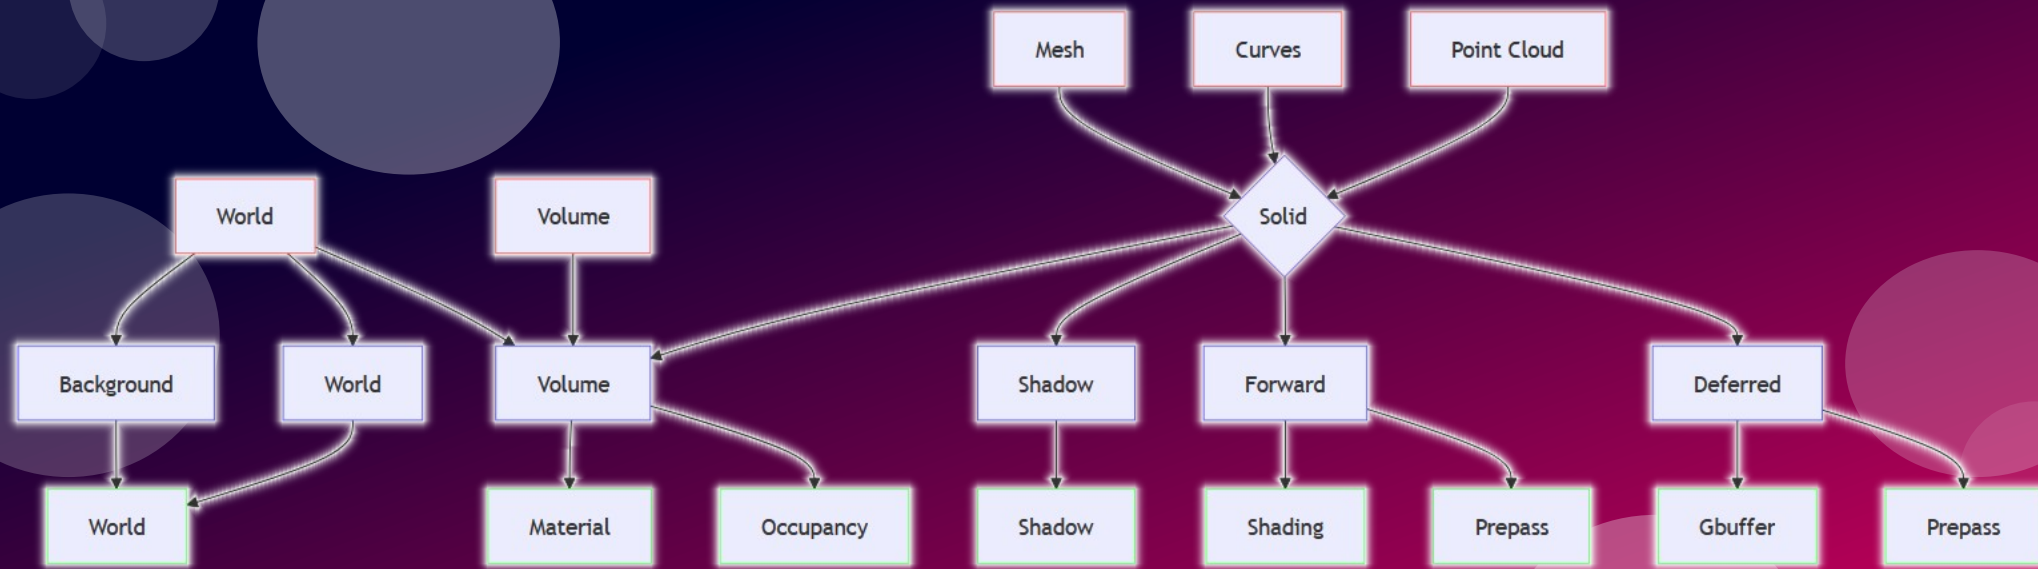 Mesh
Curves
Point Cloud
World
Volume
Solid
Background
World
Volume
Shadow
Forward
Deferred
World
Material
Occupancy
Shadow
Shading
Prepass
Gbuffer
Prepass